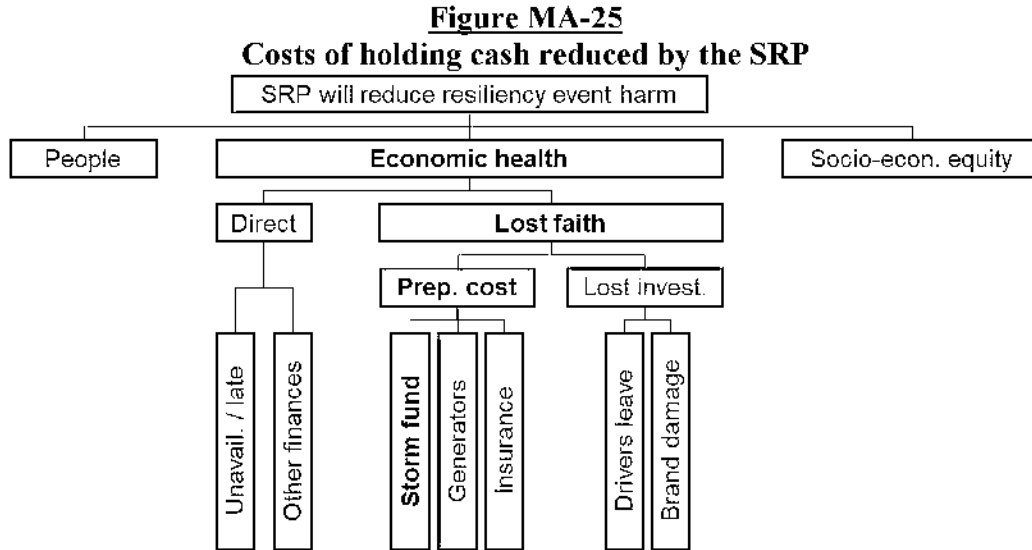 Figure MA-25
Costs of holding cash reduced by the SRP
SRP will reduce resiliency event harm
People
Economic health
Socio-econ. equity
Direct
Lost faith
Prep. cost
Lost invest.
Unavail. / late
Other finances
Storm fund
Generators
Insurance
Drivers leave
Brand damage